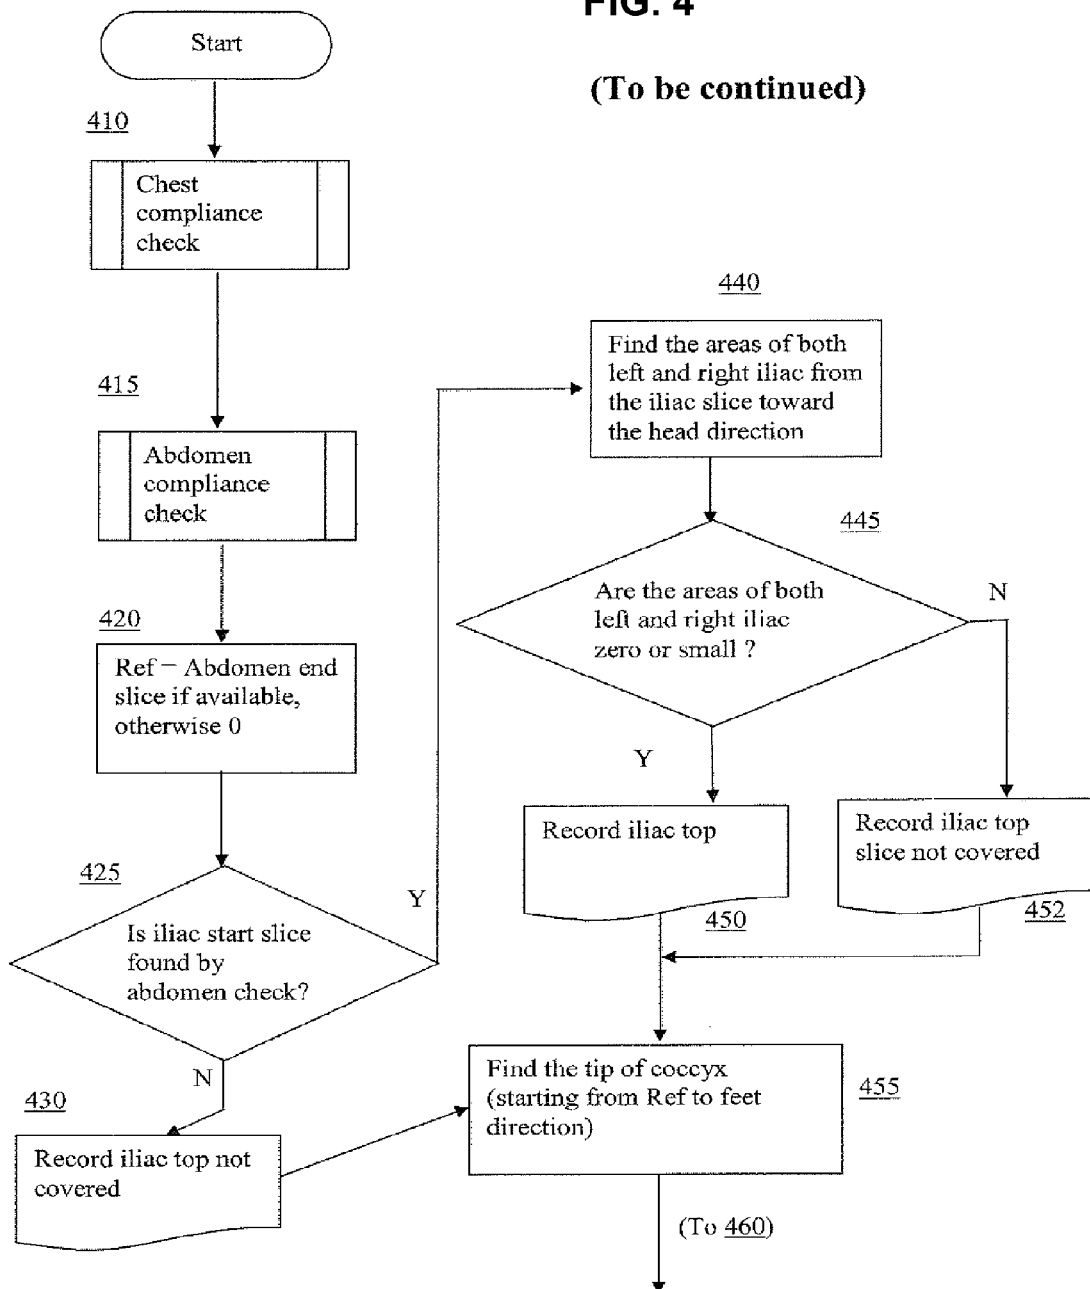 FIG. 4
(To be continued)
Start
410
Chest
compliance
check
415
Abdomen
compliance
check
420
Ref = Abdomen end
slice if available,
otherwise 0
425
Is iliac start slice
found by
abdomen check?
Y
N
430
Record iliac top not
covered
440
Find the areas of both
left and right iliac from
the iliac slice toward
the head direction
445
Are the areas of both
left and right iliac
zero or small ?
N
Y
Record iliac top
450
Record iliac top
slice not covered
452
Find the tip of coccyx
(starting from Ref to feet
direction)
455
(To 460)